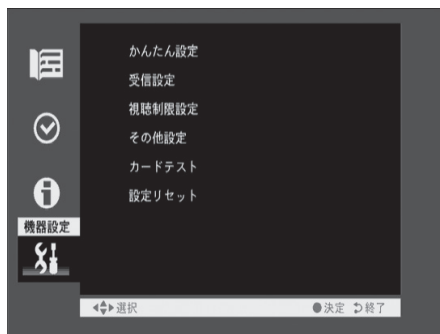 かんたん設定
受信設定
視聴制限設定
その他設定
カードテスト
設定リセット
機器設定
選択
決定 終了